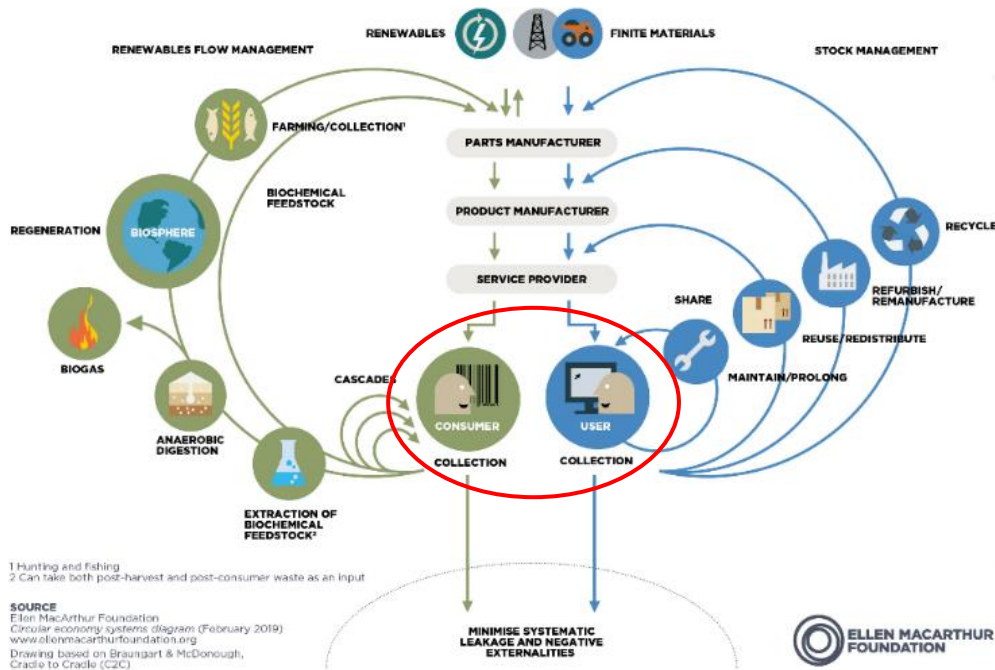 RENEWABLES
FINITE MATERIALS
RENEWABLES FLOW MANAGEMENT
STOCK MANAGEMENT
FARMING/COLLECTION¹
PARTS MANUFACTURER
BIOCHEMICAL
FEEDSTOCK
PRODUCT MANUFACTURER
REGENERATION
BIOSPHERE
RECYCLE
SERVICE PROVIDER
REFURBISH/
REMANUFACTURE
SHARE
REUSE/REDISTRIBUTE
BIOGAS
CASCADES
MAINTAIN/PROLONG
CONSUMER
USER
ANAEROBIC
DIGESTION
COLLECTION
COLLECTION
EXTRACTION OF
BIOCHEMICAL
FEEDSTOCK²
1 Hunting and fishing
2 Can take both post-harvest and post-consumer waste as an input
SOURCE
Ellen MacArthur Foundation
Circular economy systems diagram (February 2019)
www.ellenmacarthurfoundation.org
Drawing based on Braungart & McDonough,
Cradle to Cradle (C2C)
MINIMISE SYSTEMATIC
LEAKAGE AND NEGATIVE
EXTERNALITIES
ELLEN MACARTHUR
FOUNDATION